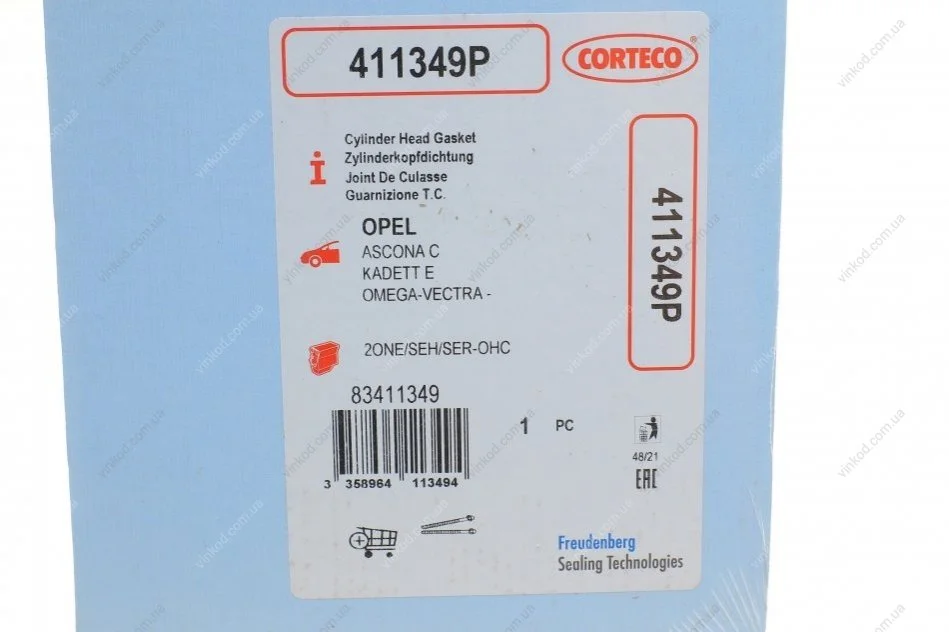 411349P
CORTECO®
Cylinder Head Gasket
Zylinderkopfdichtung
Joint De Culasse
Guarnizione T.C.
OPEL
ASCONA C
KADETT E
OMEGA-VECTRA -
2ONE/SEH/SER-OHC
83411349
3 358964 113494
1 PC
48/21
EAC
Freudenberg
Sealing Technologies
411349P
vinkod.com.ua